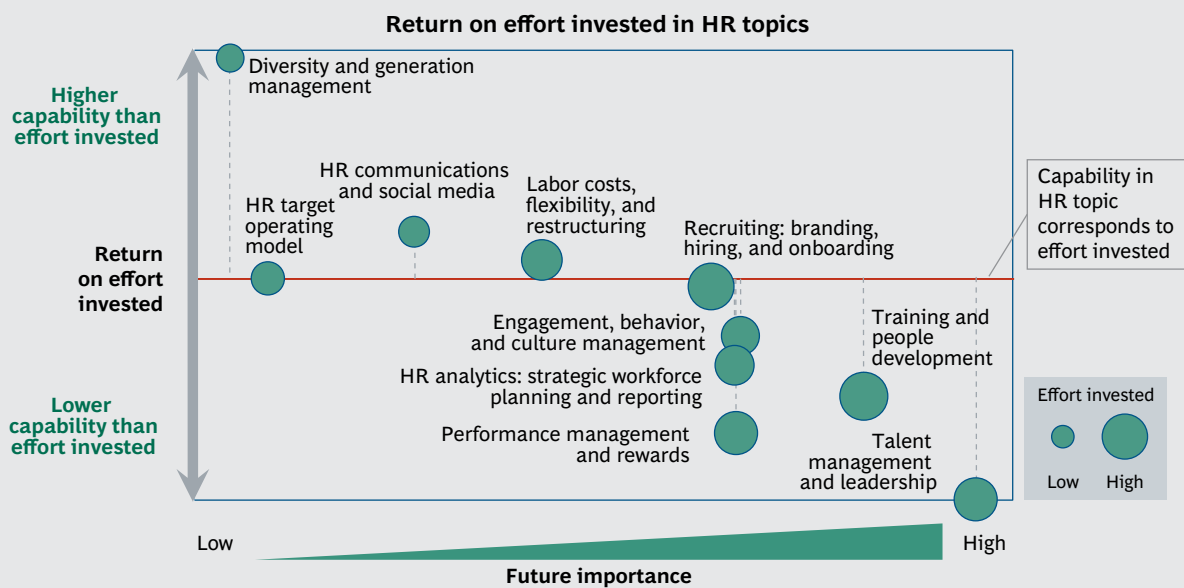 Return on effort invested in HR topics
Diversity and generation
management
Higher
capability than
effort invested
HR communications
and social media
HR target
operating
model
Labor costs,
flexibility, and
restructuring
Recruiting: branding,
hiring, and onboarding
Capability in
HR topic
corresponds to
effort invested
Return
on effort
invested
Engagement, behavior,
and culture management
HR analytics: strategic workforce
planning and reporting
Performance management
and rewards
Training and
people
development
Talent
management
and leadership
Lower
capability than
effort invested
Effort invested
Low
High
Low
High
Future importance